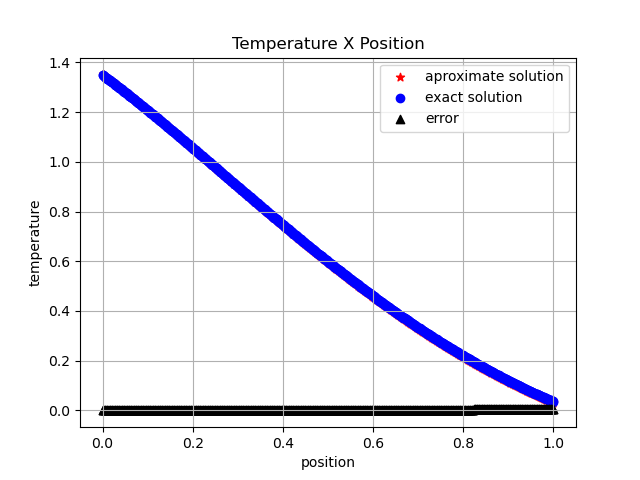 Temperature X Position
1.4
1.2
1.0
0.8
0.6
0.4
0.2
0.0
temperature
aproximate solution
exact solution
error
0.0 0.2 0.4 0.6 0.8 1.0
position